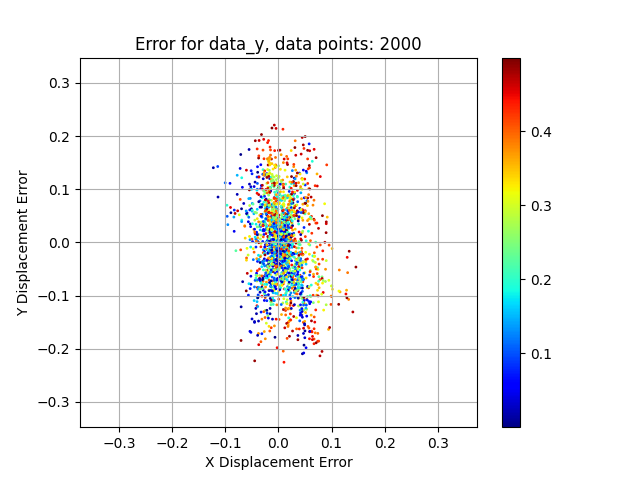 Error for data_y, data points: 2000
Y Displacement Error
0.3
0.2
0.1
0.0
−0.1
−0.2
−0.3
−0.3 −0.2 −0.1 0.0 0.1 0.2 0.3
X Displacement Error
0.4
0.3
0.2
0.1